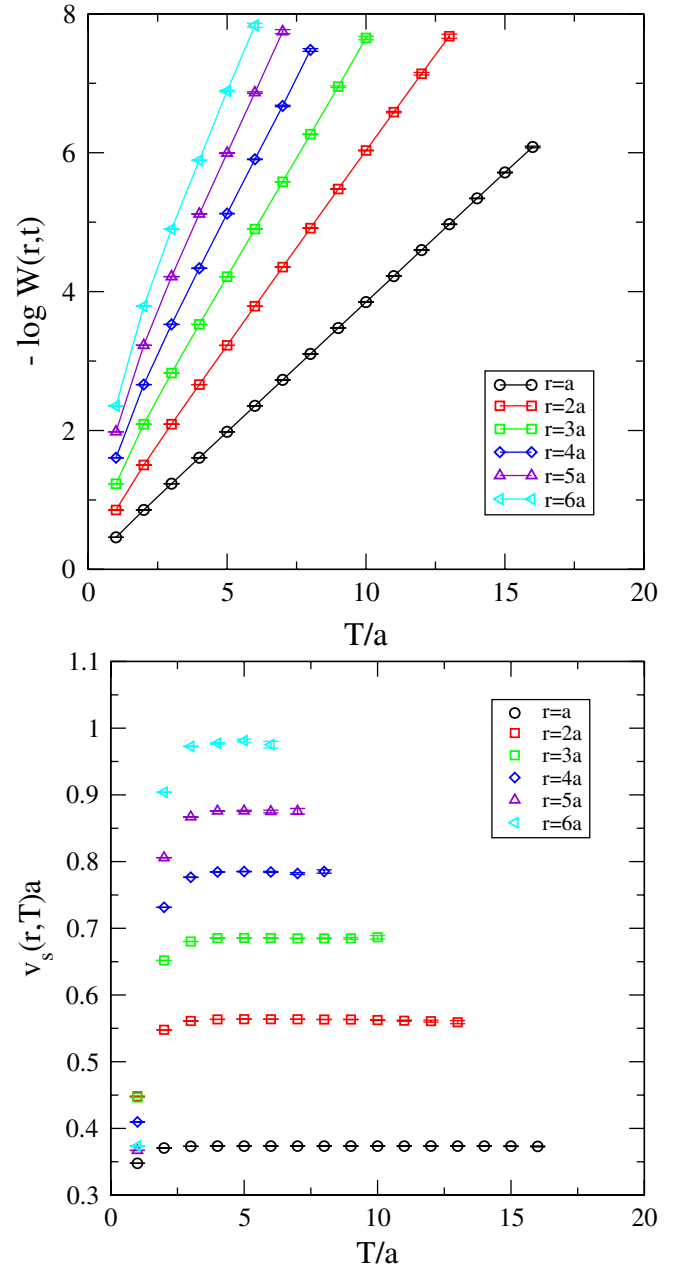 8
6
4
2
0
- log W(r,t)
r=a
r=2a
r=3a
r=4a
r=5a
r=6a
0 5 10 15 20
T/a
1.1
1
0.9
0.8
0.7
0.6
0.5
0.4
0.3
v_s(r,T)a
r=a
r=2a
r=3a
r=4a
r=5a
r=6a
0 5 10 15 20
T/a